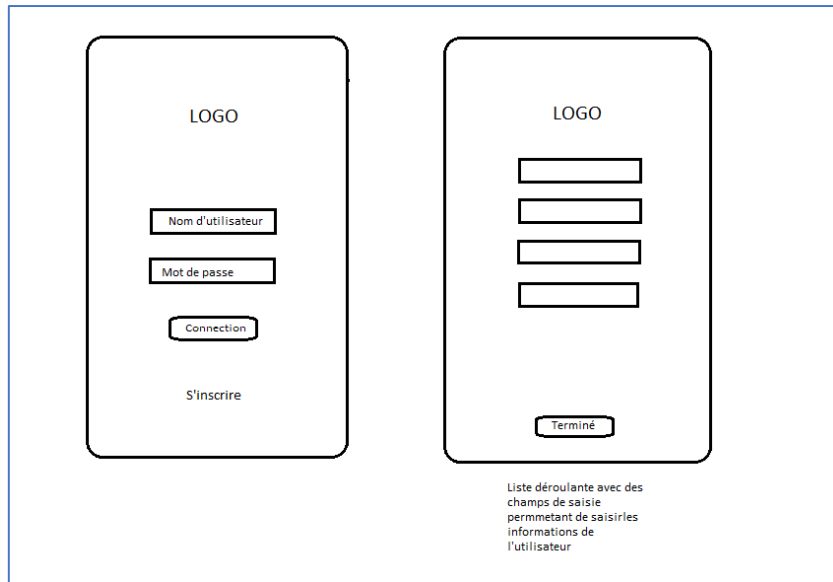 LOGO
Nom d'utilisateur
Mot de passe
Connection
S'inscrire
LOGO
Terminé
Liste déroulante avec des
champs de saisie
permmetant de saisirles
informations de
l'utilisateur